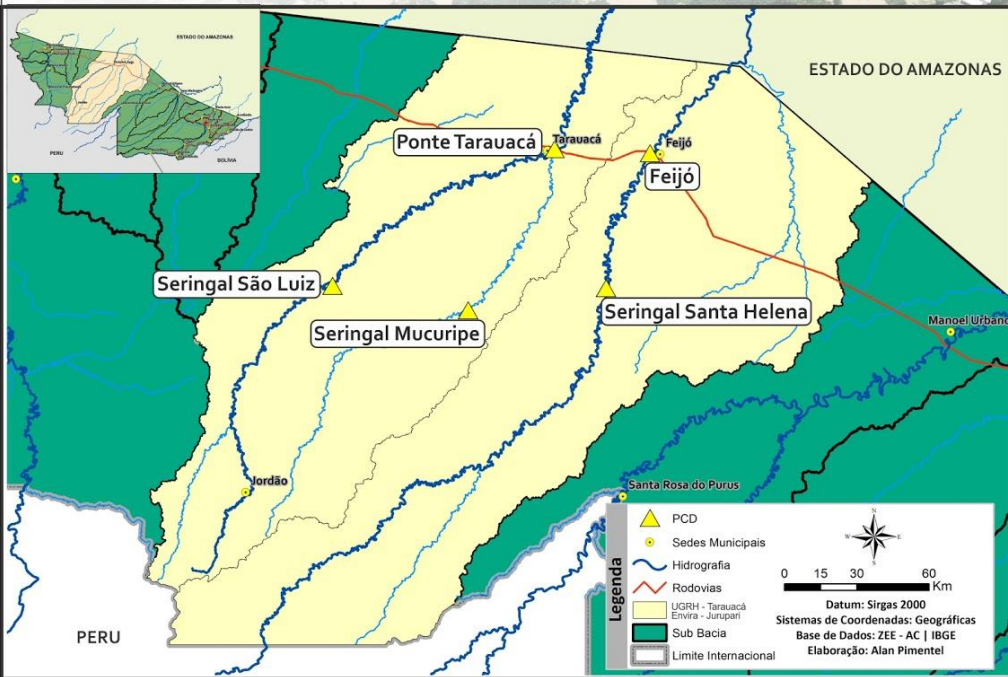 ESTADO DO AMAZONAS
PERU
BOLÍVIA
ESTADO DO AMAZONAS
Ponte Tarauacá
Tarauacá
Feijó
Feijó
Seringal São Luiz
Seringal Mucuripe
Seringal Santa Helena
Manoel Urbano
Jordão
Santa Rosa do Purus
PERU
Legenda
PCD
Sedes Municipais
Hidrografia
Rodovias
UGRH - Tarauacá
Envira - Jurupari
Sub Bacia
Limite Internacional
N
W
E
S
0 15 30 60
Km
Datum: Sirgas 2000
Sistemas de Coordenadas: Geográficas
Base de Dados: ZEE - AC | IBGE
Elaboração: Alan Pimentel